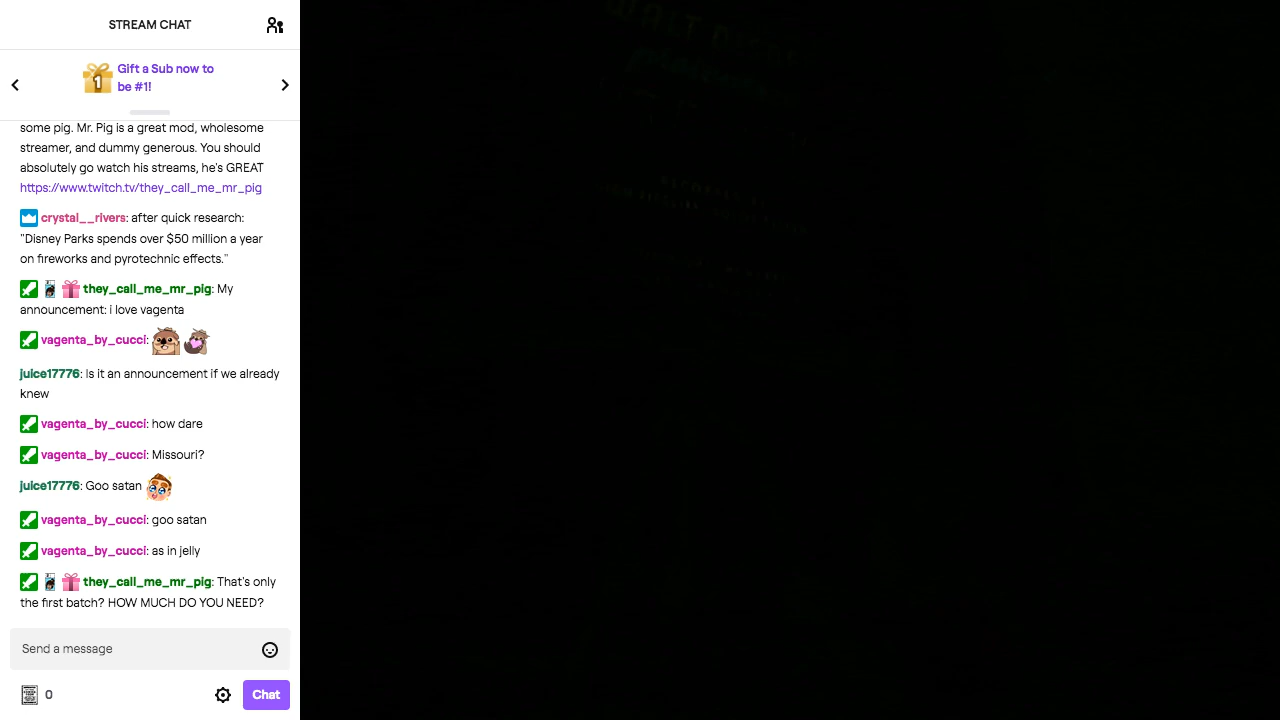 STREAM CHAT
1
Gift a Sub now to
be #1!
some pig. Mr. Pig is a great mod, wholesome
streamer, and dummy generous. You should
absolutely go watch his streams, he's GREAT
https://www.twitch.tv/they_call_me_mr_pig
crystal__rivers: after quick research:
"Disney Parks spends over $50 million a year
on fireworks and pyrotechnic effects."
they_call_me_mr_pig: My
announcement: i love vagenta
vagenta_by_cucci:
juice17776: Is it an announcement if we already
knew
vagenta_by_cucci: how dare
vagenta_by_cucci: Missouri?
juice17776: Goo satan
vagenta_by_cucci: goo satan
vagenta_by_cucci: as in jelly
they_call_me_mr_pig: That's only
the first batch? HOW MUCH DO YOU NEED?
Send a message
0
Chat